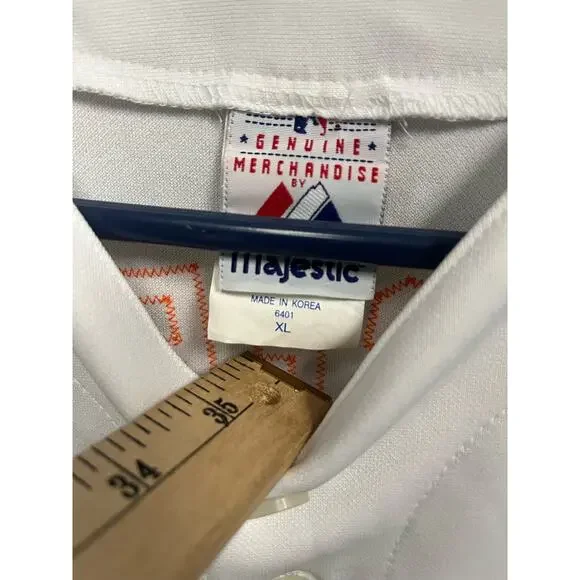 GENUINE
MERCHANDISE
BY
majestic
MADE IN KOREA
6401
XL
34 35